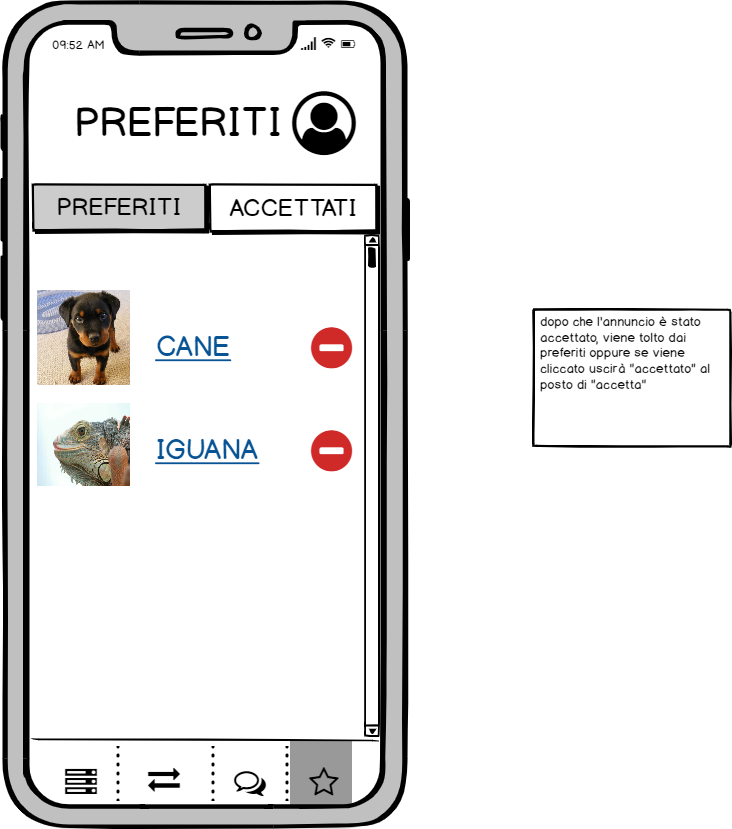 09:52 AM
PREFERITI
PREFERITI
ACCETTATI
CANE
IGUANA
dopo che l'annuncio è stato
accettato, viene tolto dai
preferiti oppure se viene
cliccato uscirà "accettato" al
posto di "accetta"